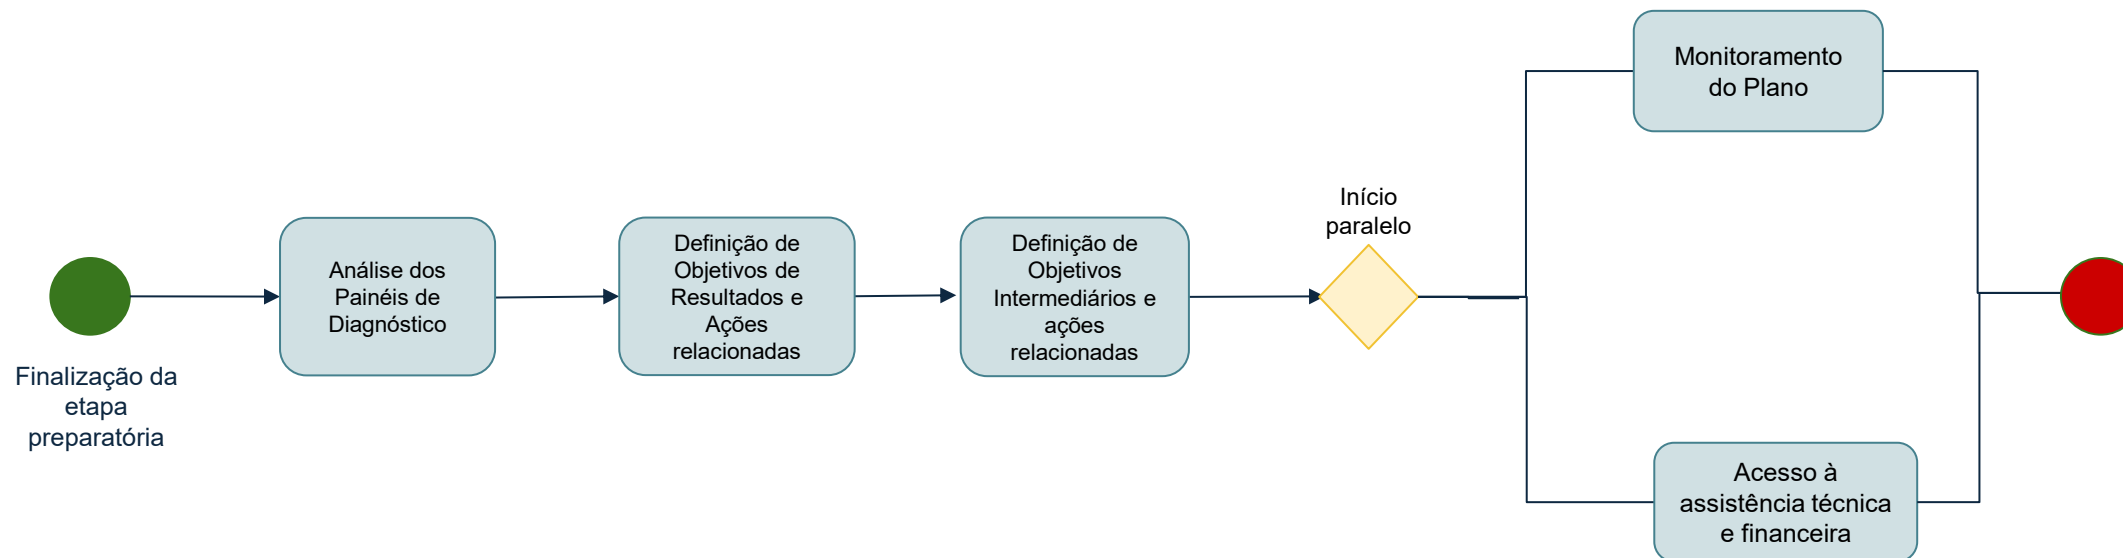 Finalização da
etapa
preparatória
Análise dos
Painéis de
Diagnóstico
Definição de
Objetivos de
Resultados e
Ações
relacionadas
Definição de
Objetivos
Intermediários e
ações
relacionadas
Início
paralelo
Monitoramento
do Plano
Acesso à
assistência técnica
e financeira